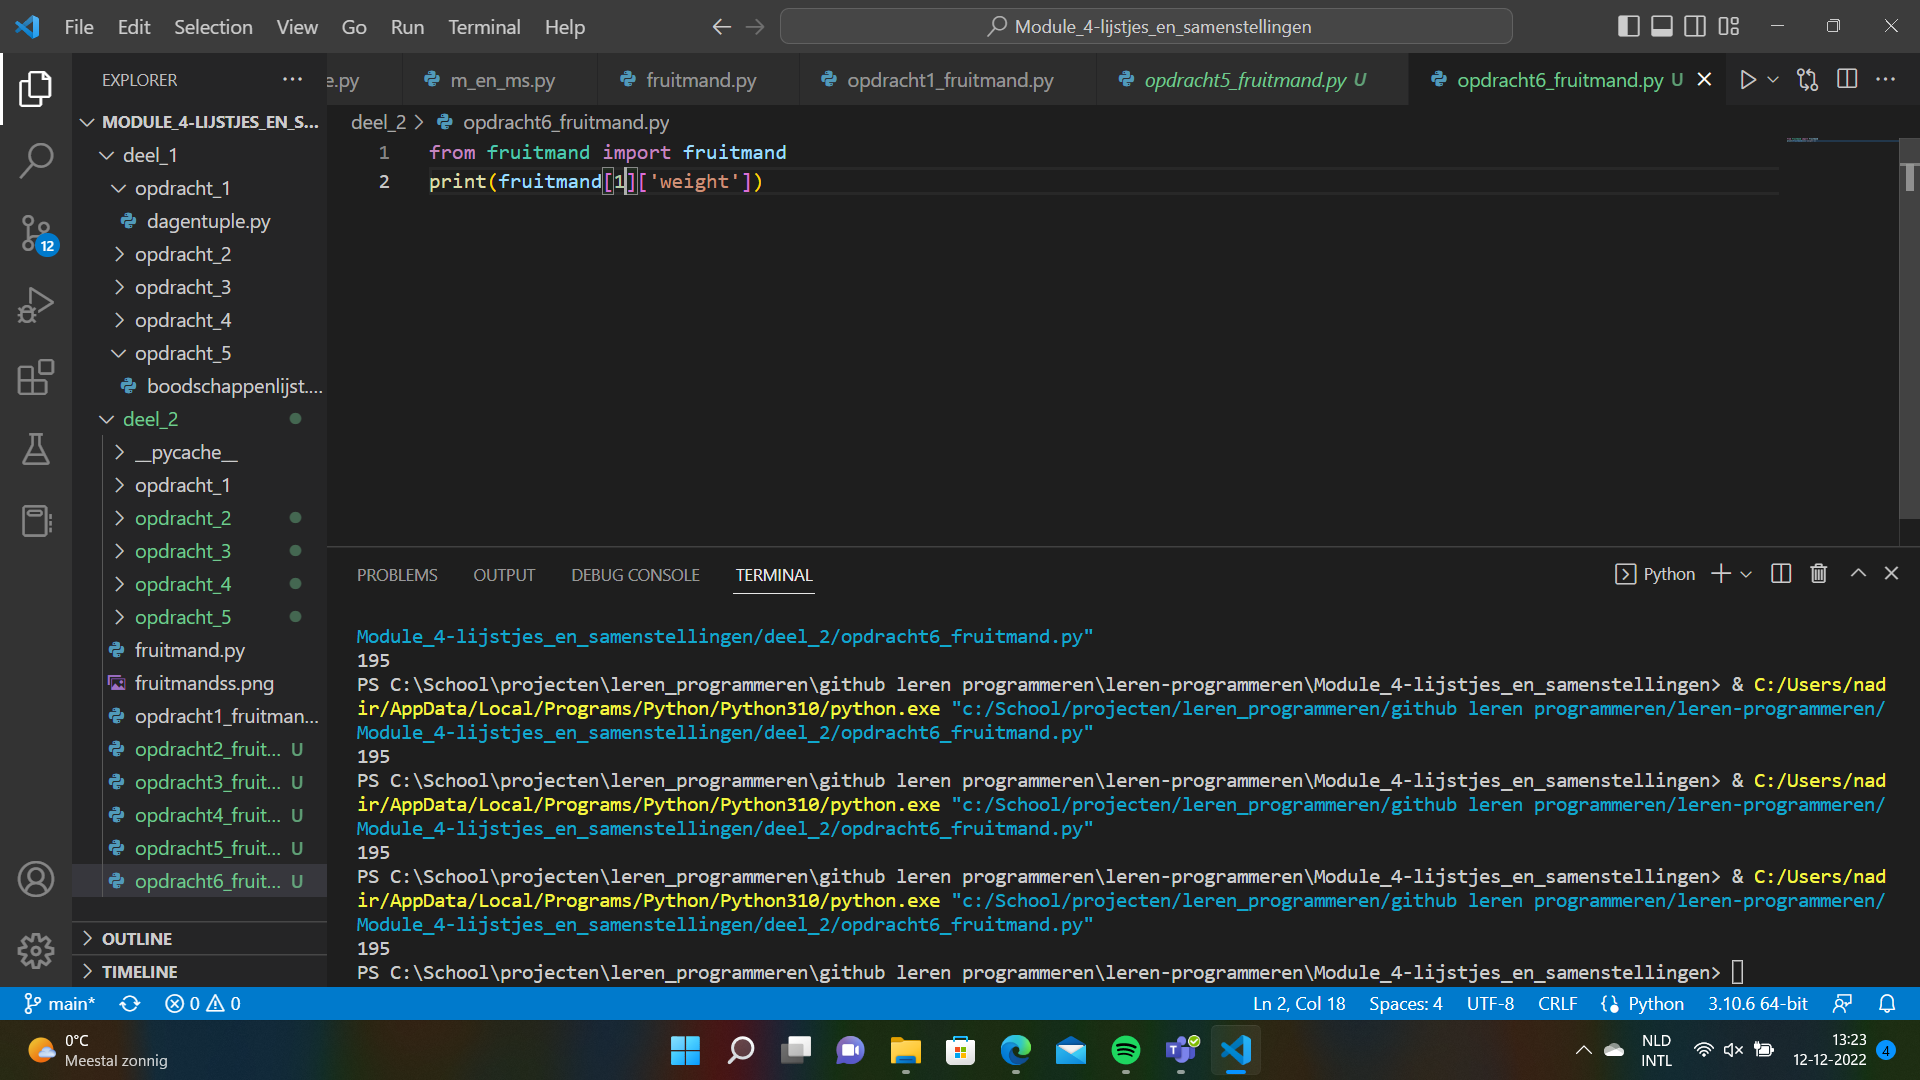 File Edit Selection View Go Run Terminal Help
Module_4-lijstjes_en_samenstellingen
EXPLORER
e.py
m_en_ms.py
fruitmand.py
opdracht1_fruitmand.py
opdracht5_fruitmand.py U
opdracht6_fruitmand.py U
MODULE_4-LIJSTJES_EN_S...
deel_1
opdracht_1
dagentuple.py
opdracht_2
opdracht_3
opdracht_4
opdracht_5
boodschappenlijst....
deel_2
__pycache__
opdracht_1
opdracht_2
opdracht_3
opdracht_4
opdracht_5
fruitmand.py
fruitmandss.png
opdracht1_fruitman...
opdracht2_fruit... U
opdracht3_fruit... U
opdracht4_fruit... U
opdracht5_fruit... U
opdracht6_fruit... U
OUTLINE
TIMELINE
12
deel_2 > opdracht6_fruitmand.py
1 from fruitmand import fruitmand
2 print(fruitmand[1]['weight'])
PROBLEMS OUTPUT DEBUG CONSOLE TERMINAL
Python
Module_4-lijstjes_en_samenstellingen/deel_2/opdracht6_fruitmand.py"
195
PS C:\School\projecten\leren_programmeren\github leren programmeren\leren-programmeren\Module_4-lijstjes_en_samenstellingen> & C:/Users/nad
ir/AppData/Local/Programs/Python/Python310/python.exe "c:/School/projecten/leren_programmeren/github leren programmeren/leren-programmeren/
Module_4-lijstjes_en_samenstellingen/deel_2/opdracht6_fruitmand.py"
195
PS C:\School\projecten\leren_programmeren\github leren programmeren\leren-programmeren\Module_4-lijstjes_en_samenstellingen> & C:/Users/nad
ir/AppData/Local/Programs/Python/Python310/python.exe "c:/School/projecten/leren_programmeren/github leren programmeren/leren-programmeren/
Module_4-lijstjes_en_samenstellingen/deel_2/opdracht6_fruitmand.py"
195
PS C:\School\projecten\leren_programmeren\github leren programmeren\leren-programmeren\Module_4-lijstjes_en_samenstellingen> & C:/Users/nad
ir/AppData/Local/Programs/Python/Python310/python.exe "c:/School/projecten/leren_programmeren/github leren programmeren/leren-programmeren/
Module_4-lijstjes_en_samenstellingen/deel_2/opdracht6_fruitmand.py"
195
PS C:\School\projecten\leren_programmeren\github leren programmeren\leren-programmeren\Module_4-lijstjes_en_samenstellingen>
main* 0 0 Ln 2, Col 18 Spaces: 4 UTF-8 CRLF Python 3.10.6 64-bit
0°C
Meestal zonnig
NLD
INTL
13:23
12-12-2022
4